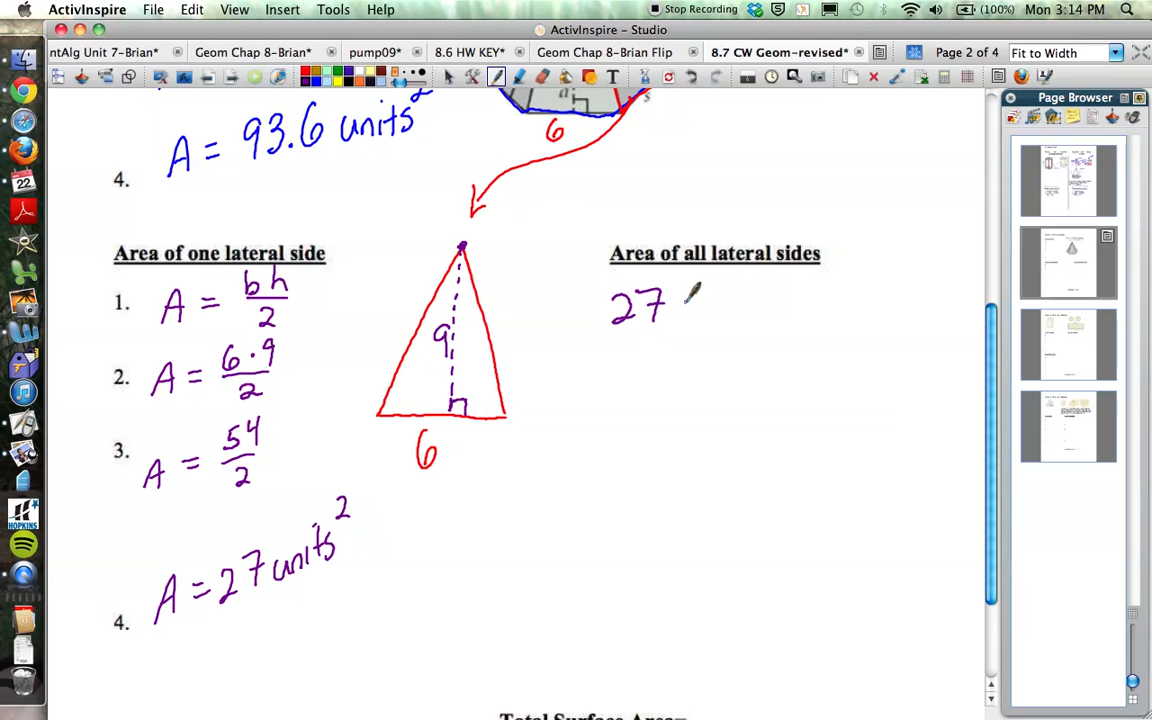 ActivInspire File Edit View Insert Tools Help Stop Recording (100%) Mon 3:14 PM
ActivInspire - Studio
ntAlg Unit 7-Brian* Geom Chap 8-Brian* pump09* 8.6 HW KEY* Geom Chap 8-Brian Flip 8.7 CW Geom-revised* Page 2 of 4 Fit to Width
Page Browser
a
s
6
A = 93.6 units²
4.
Area of one lateral side
Area of all lateral sides
1. A = bh/2
27
9
2. A = 6·9/2
3. A = 54/2
6
A = 27 units²
4.
Total Surface Area=
22
HOPKINS